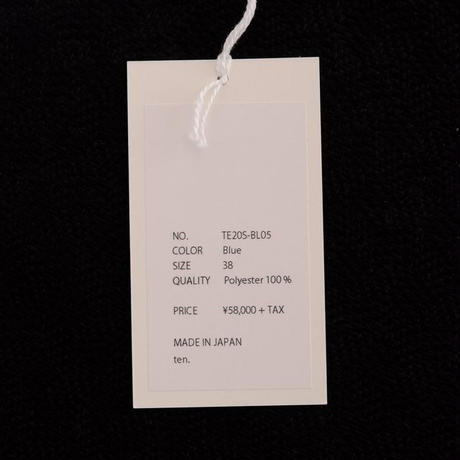 NO. TE20S-BL05
COLOR Blue
SIZE 38
QUALITY Polyester 100 %
PRICE ¥58,000 + TAX
MADE IN JAPAN
ten.